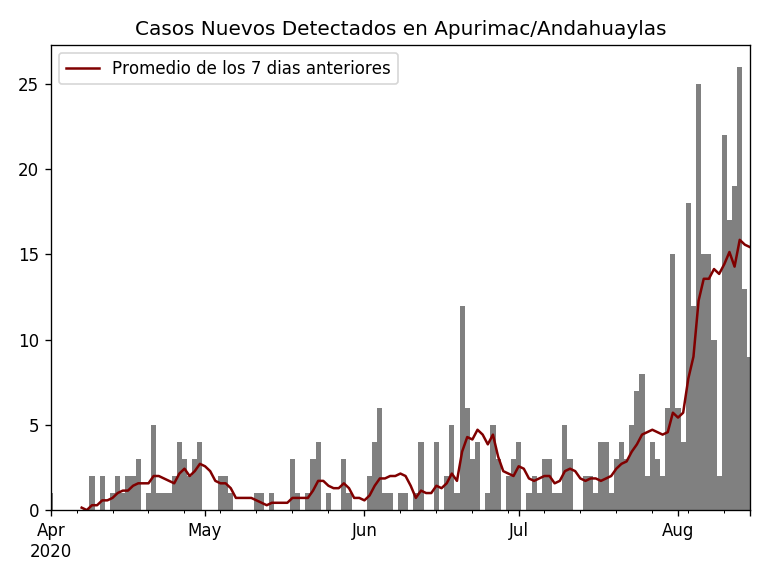 Casos Nuevos Detectados en Apurimac/Andahuaylas
Promedio de los 7 dias anteriores
25
20
15
10
5
0
Apr May Jun Jul Aug
2020